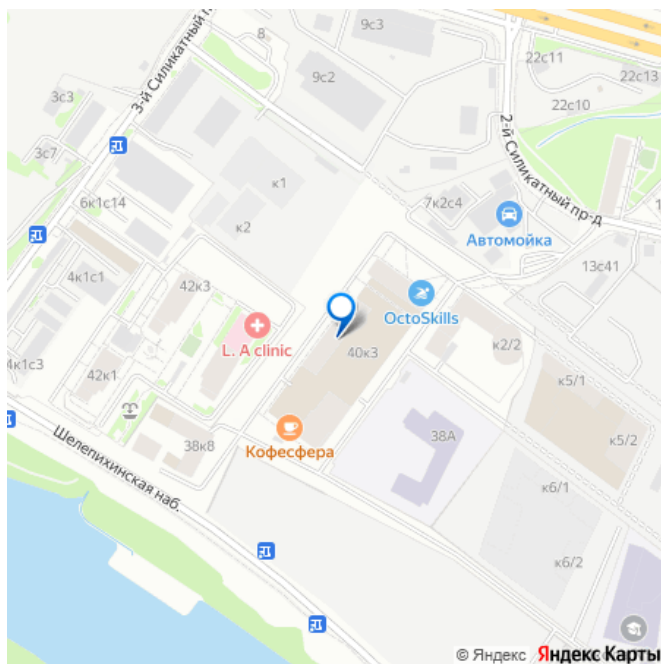 9с3
8
22с11
22с13
3-й Силикатный п
9с2
22с10
3с3
2-й Силикатный пр-д
3с7
к1
6к1с14
к2
7к2с4
Автомойка
13с41
4к1с1
42к3
OctoSkills
L. A clinic
к2/2
40к3
4к1с3
42к1
к5/1
Кофесфера
38А
к5/2
38к8
Шелепихинская наб.
к6/1
к6/2
© Яндекс Яндекс Карты